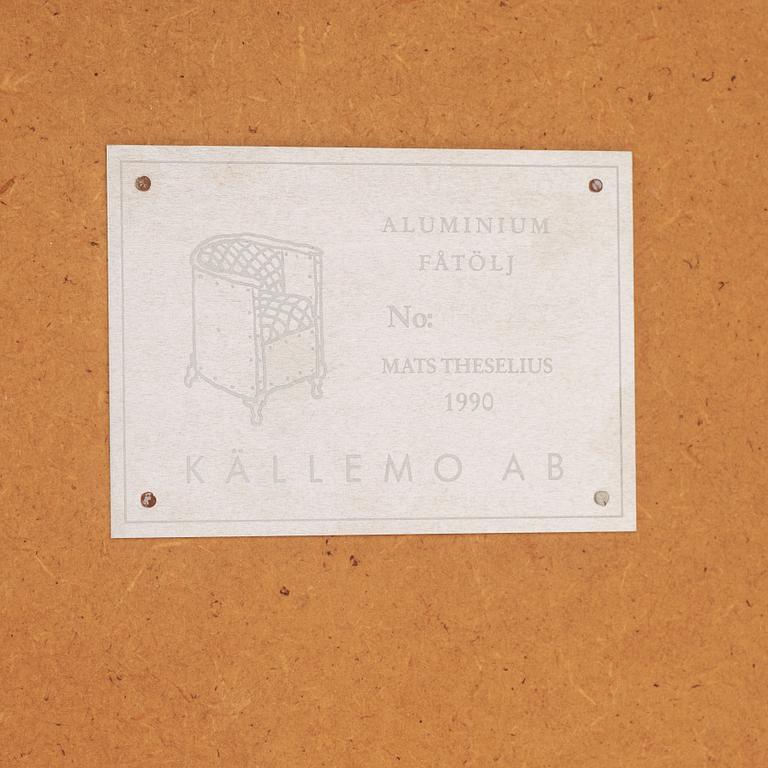 ALUMINIUM
FÅTÖLJ
No:
MATS THESELIUS
1990
KÄLLEMO AB